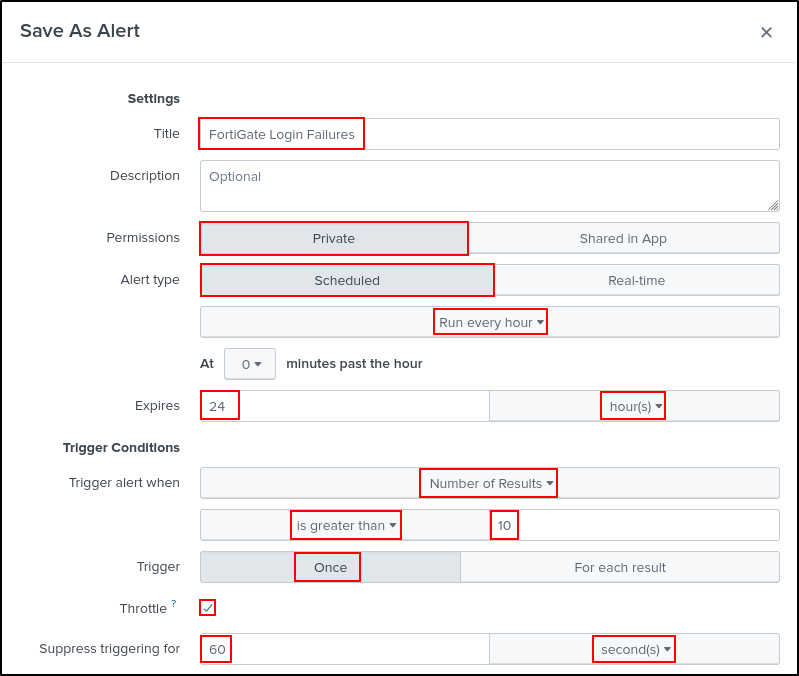 Save As Alert
Settings
Title FortiGate Login Failures
Description Optional
Permissions Private Shared in App
Alert type Scheduled Real-time
Run every hour
At 0 minutes past the hour
Expires 24 hour(s)
Trigger Conditions
Trigger alert when Number of Results
is greater than 10
Trigger Once For each result
Throttle ?
Suppress triggering for 60 second(s)